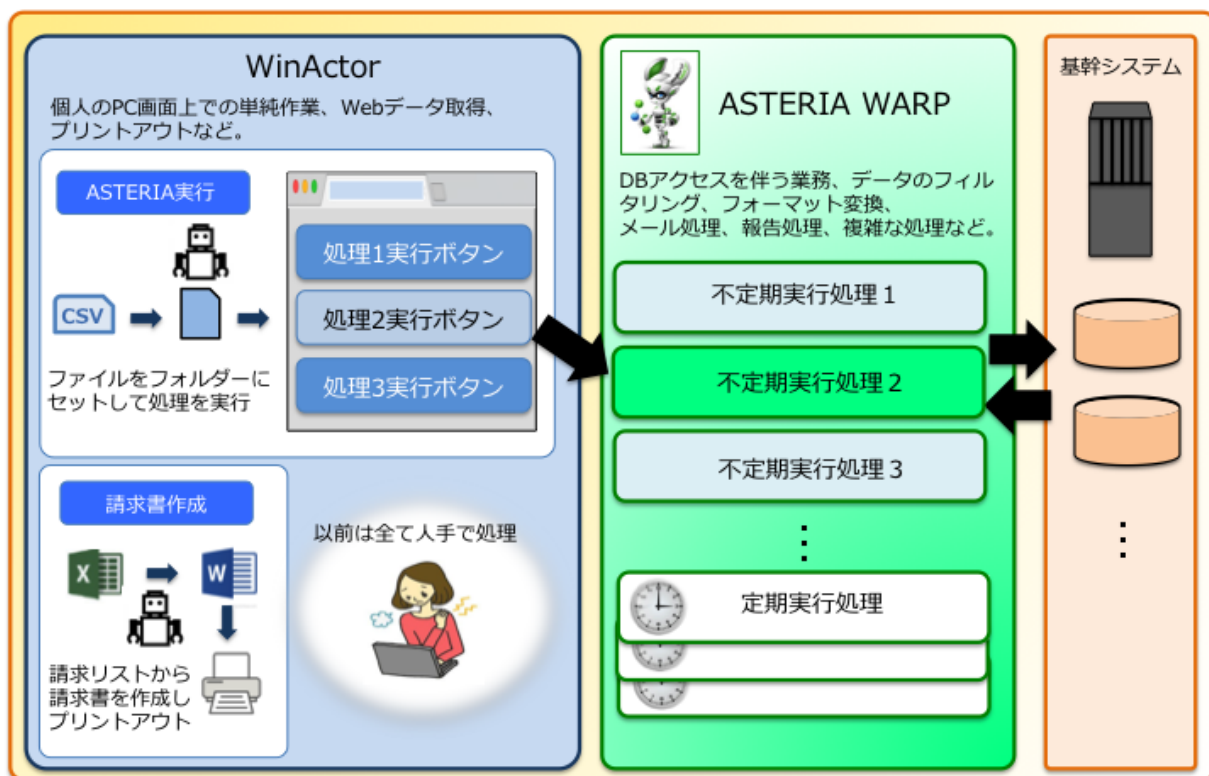 WinActor
個人のPC画面上での単純作業、Webデータ取得、
プリントアウトなど。
ASTERIA実行
CSV
ファイルをフォルダーに
セットして処理を実行
処理1実行ボタン
処理2実行ボタン
処理3実行ボタン
請求書作成
X
W
請求リストから
請求書を作成し
プリントアウト
以前は全て人手で処理
ASTERIA WARP
DBアクセスを伴う業務、データのフィル
タリング、フォーマット変換、
メール処理、報告処理、複雑な処理など。
不定期実行処理1
不定期実行処理2
不定期実行処理3
⋮
定期実行処理
基幹システム
⋮